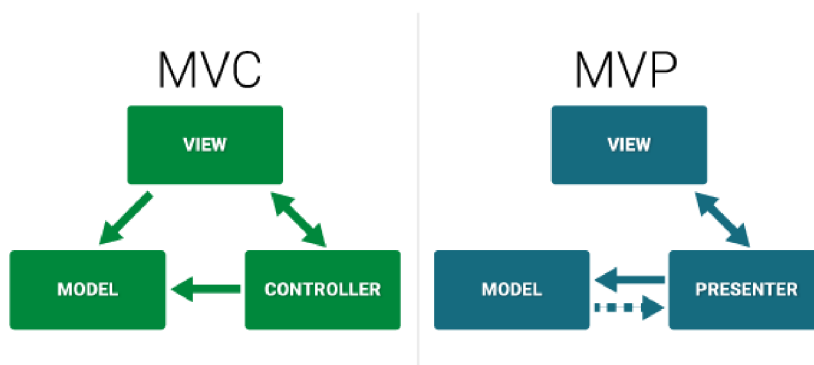 MVC
VIEW
MODEL
CONTROLLER
MVP
VIEW
MODEL
PRESENTER